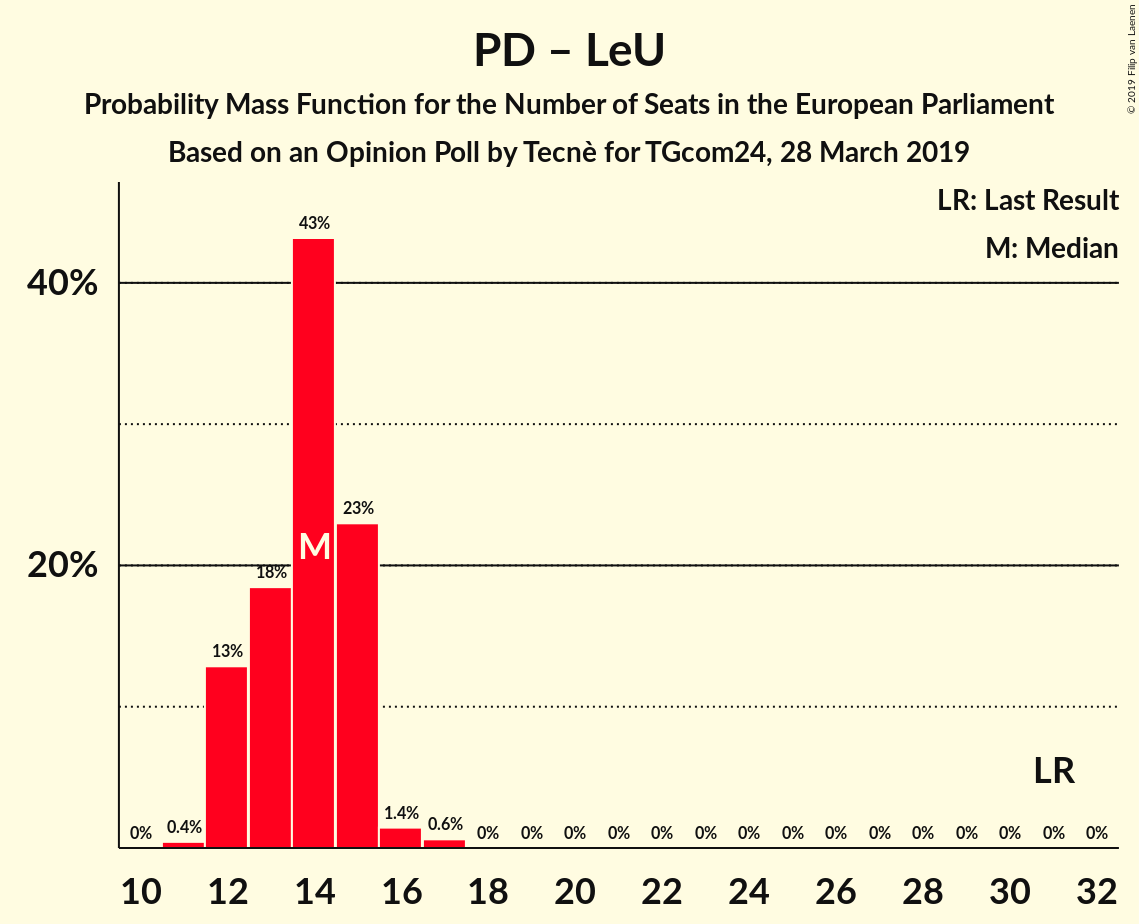 PD – LeU
Probability Mass Function for the Number of Seats in the European Parliament
Based on an Opinion Poll by Tecnè for TGcom24, 28 March 2019
© 2019 Filip van Laenen
LR: Last Result
M: Median
43%
40%
23%
M
20%
18%
13%
LR
0% 0.4% 1.4% 0.6% 0% 0% 0% 0% 0% 0% 0% 0% 0% 0% 0% 0% 0% 0% 0%
10 12 14 16 18 20 22 24 26 28 30 32